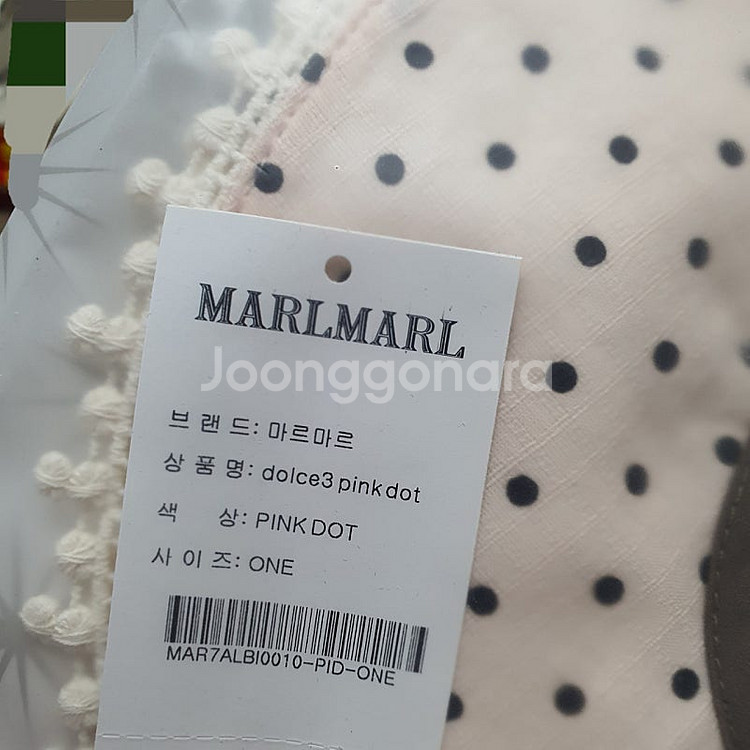 MARLMARL
Joonggonara
브랜드: 마르마르
상품명: dolce3 pink dot
색 상: PINK DOT
사이즈: ONE
MAR7ALBI0010-PID-ONE